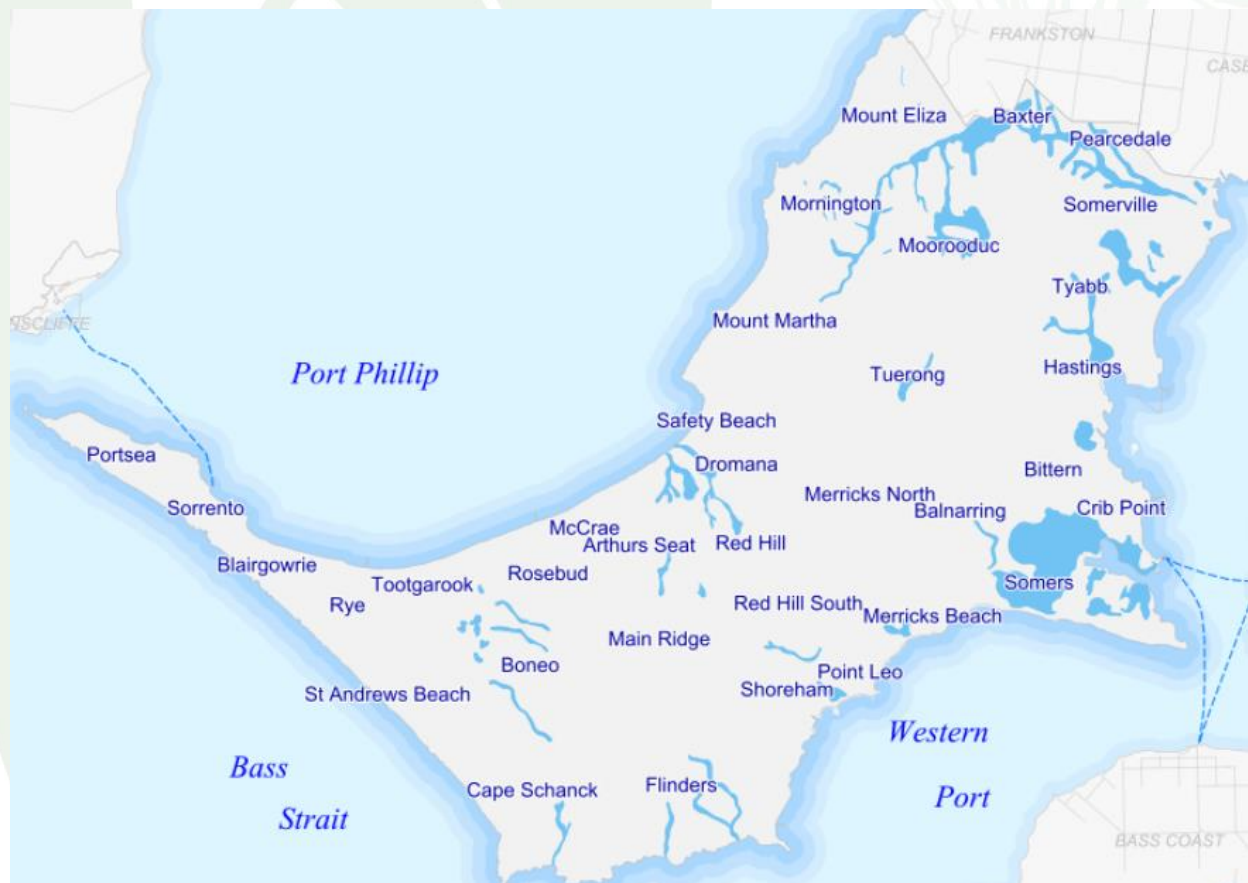 FRANKSTON
CASE
Mount Eliza
Baxter
Pearcedale
Mornington
Somerville
Moorooduc
Tyabb
Mount Martha
NSCLIFFE
Port Phillip
Tuerong
Hastings
Safety Beach
Portsea
Dromana
Bittern
Merricks North
Sorrento
Balnarring
Crib Point
McCrae
Arthurs Seat
Red Hill
Blairgowrie
Tootgarook
Rosebud
Somers
Rye
Red Hill South
Merricks Beach
Main Ridge
Boneo
Point Leo
St Andrews Beach
Shoreham
Western
Port
Bass
Strait
Cape Schanck
Flinders
BASS COAST